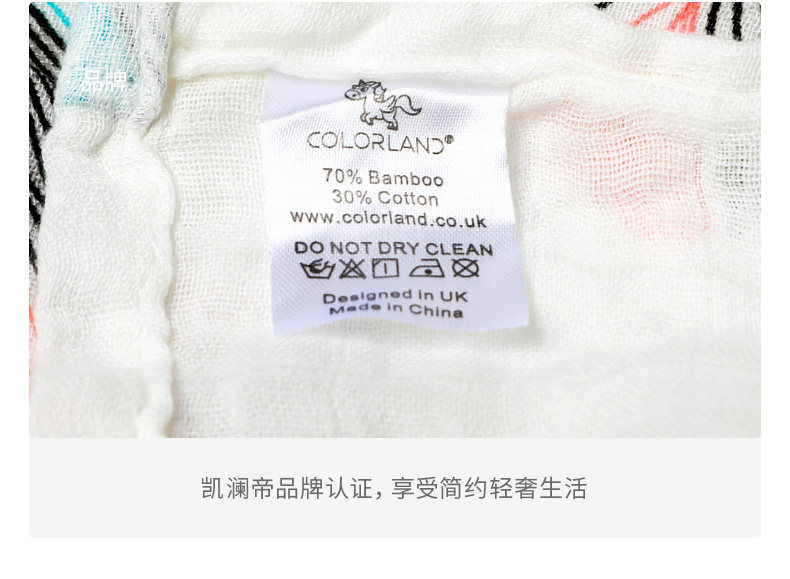 品牌
COLORLAND®
70% Bamboo
30% Cotton
www.colorland.co.uk
DO NOT DRY CLEAN
Designed in UK
Made in China
凯澜帝品牌认证，享受简约轻奢生活